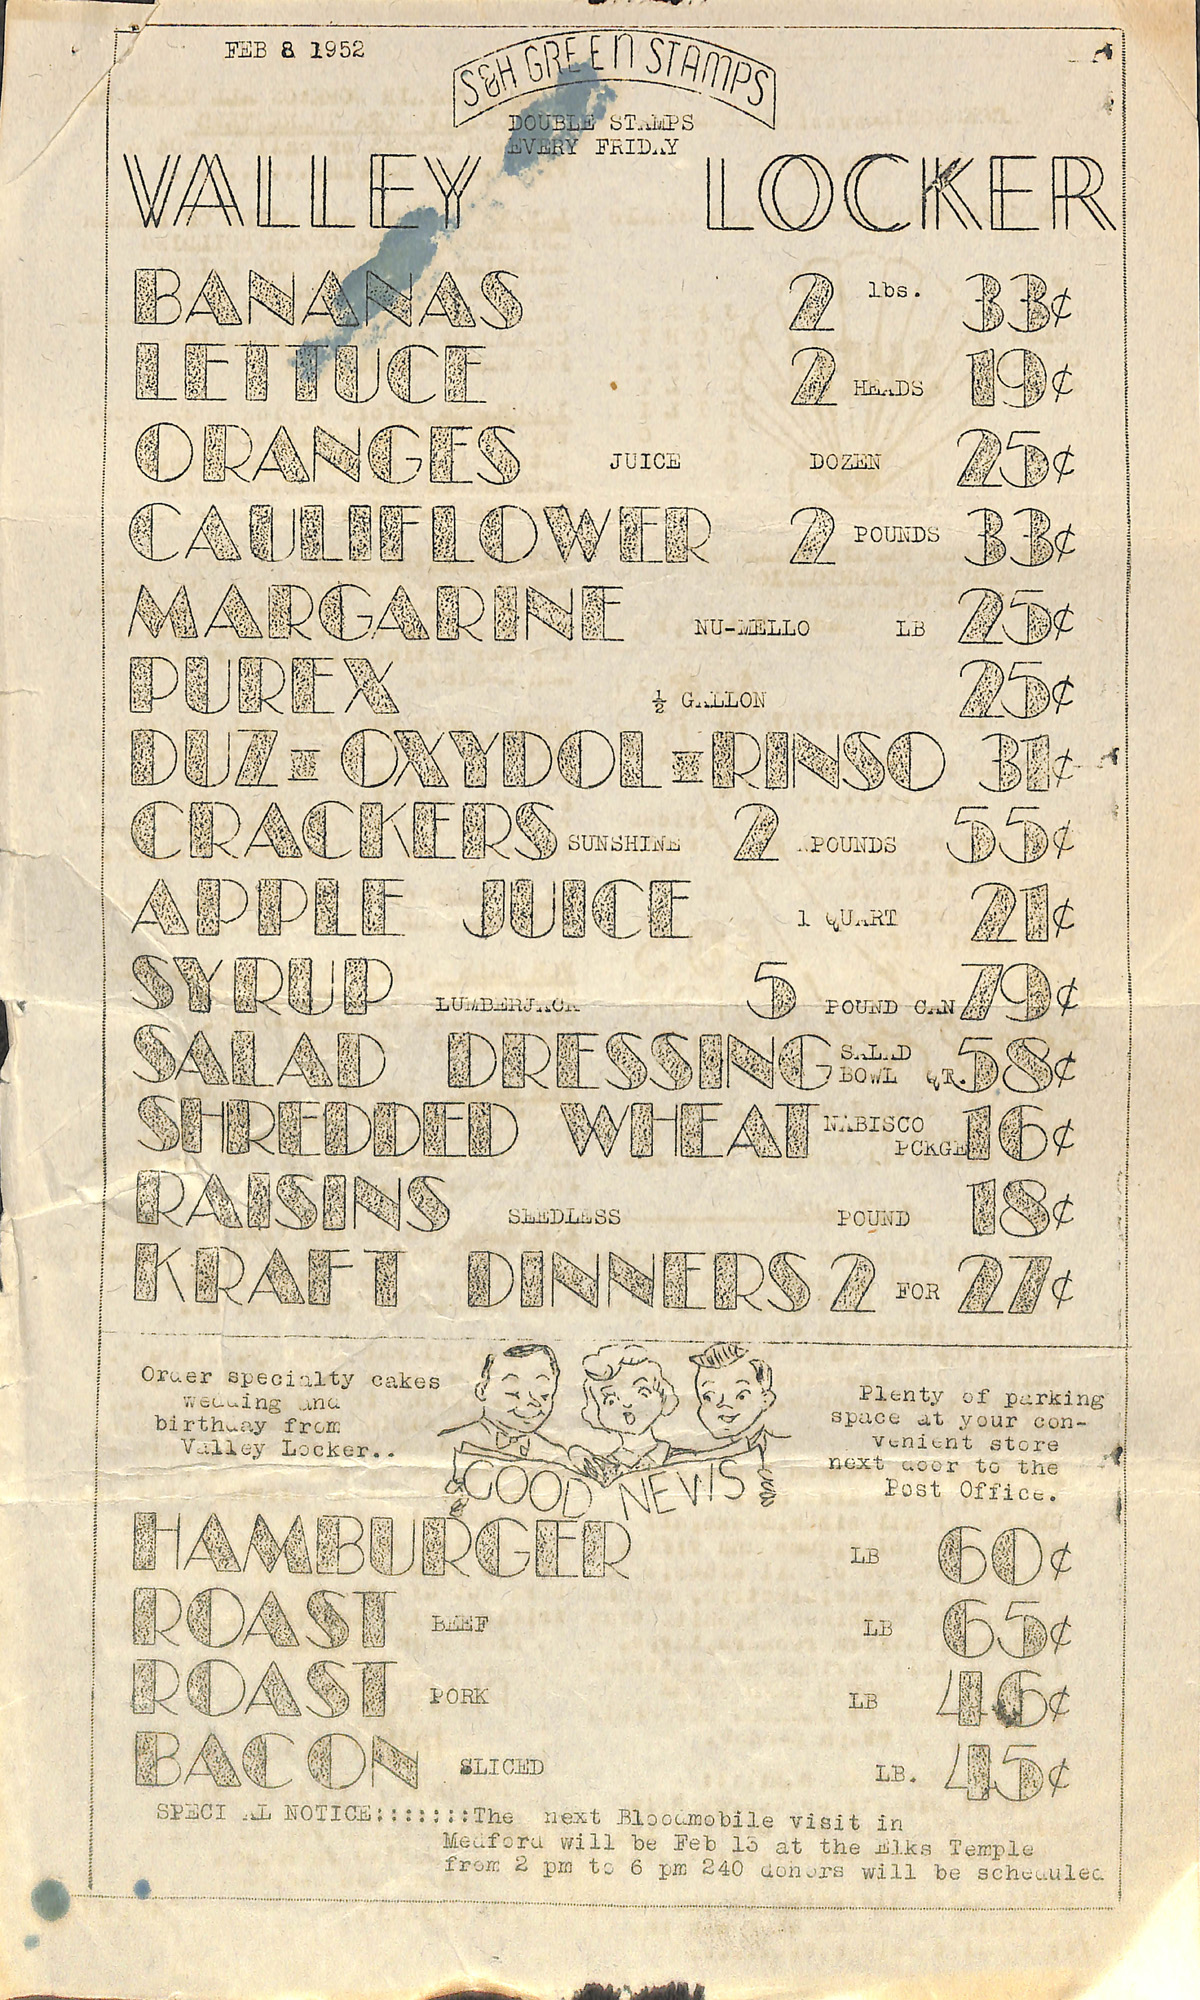 FEB 8 1952
S&H GREEN STAMPS
DOUBLE STAMPS
EVERY FRIDAY
VALLEY LOCKER
BANANAS 2 lbs. 33¢
LETTUCE 2 HEADS 19¢
ORANGES JUICE DOZEN 25¢
CAULIFLOWER 2 POUNDS 33¢
MARGARINE NU-MELLO LB 25¢
PUREX ½ GALLON 25¢
DUZ = OXYDOL = RINSO 31¢
CRACKERS SUNSHINE 2 POUNDS 55¢
APPLE JUICE 1 QUART 21¢
SYRUP LUMBERJACK 5 POUND CAN 79¢
SALAD DRESSING SALAD BOWL QT. 58¢
SHREDDED WHEAT NABISCO PCKGE 16¢
RAISINS SEEDLESS POUND 18¢
KRAFT DINNERS 2 FOR 27¢
Order specialty cakes
wedding and
birthday from
Valley Locker..
GOOD NEWS
Plenty of parking
space at your con-
venient store
next door to the
Post Office.
HAMBURGER LB 60¢
ROAST BEEF LB 65¢
ROAST PORK LB 46¢
BACON SLICED LB. 45¢
SPECIAL NOTICE:::::::The next Bloodmobile visit in
Medford will be Feb 13 at the Elks Temple
from 2 pm to 6 pm 240 donors will be scheduled